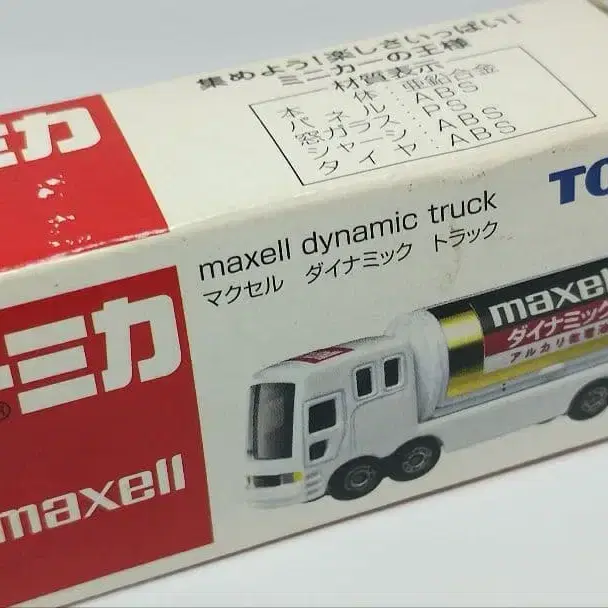 集めよう!楽しさいっぱい!
ミニカーの王様
材質表示
本体:亜鉛合金
パネル:ABS
窓ガラス:PS
シャーシ:ABS
タイヤ:ABS
ミカ
TO
maxell dynamic truck
マクセル ダイナミック トラック
maxell
ダイナミック
アルカリ乾電
ーミカ
®
maxell